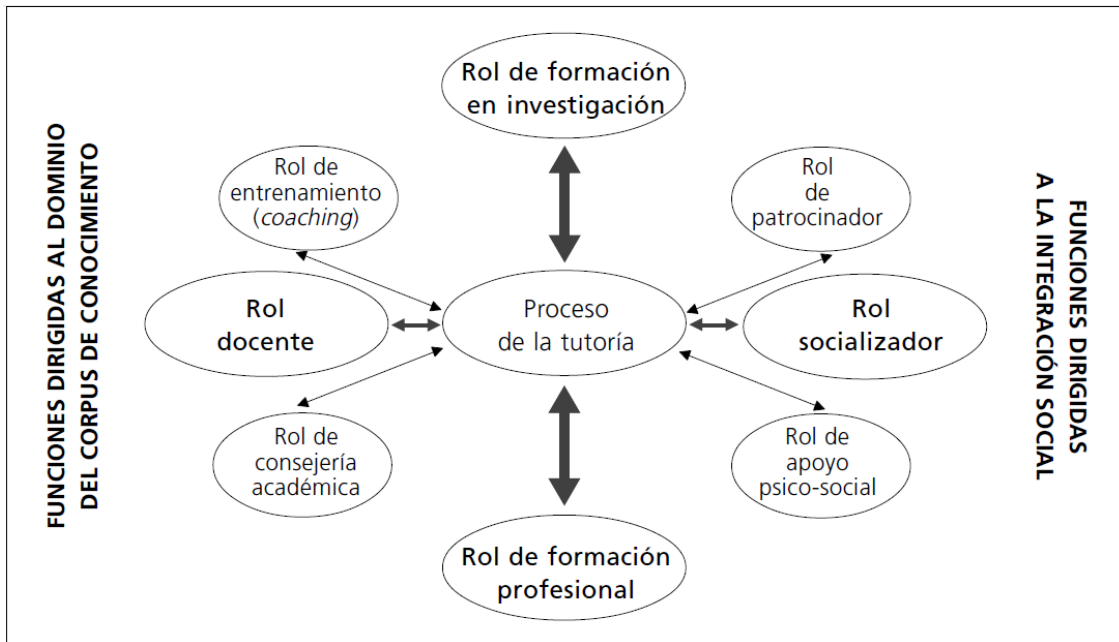 Rol de formación
en investigación
FUNCIONES DIRIGIDAS AL DOMINIO
DEL CORPUS DE CONOCIMIENTO
Rol de
entrenamiento
(coaching)
Rol
de
patrocinador
FUNCIONES DIRIGIDAS
A LA INTEGRACIÓN SOCIAL
Rol
docente
Proceso
de la tutoría
Rol
socializador
Rol de
consejería
académica
Rol de
apoyo
psico-social
Rol de formación
profesional